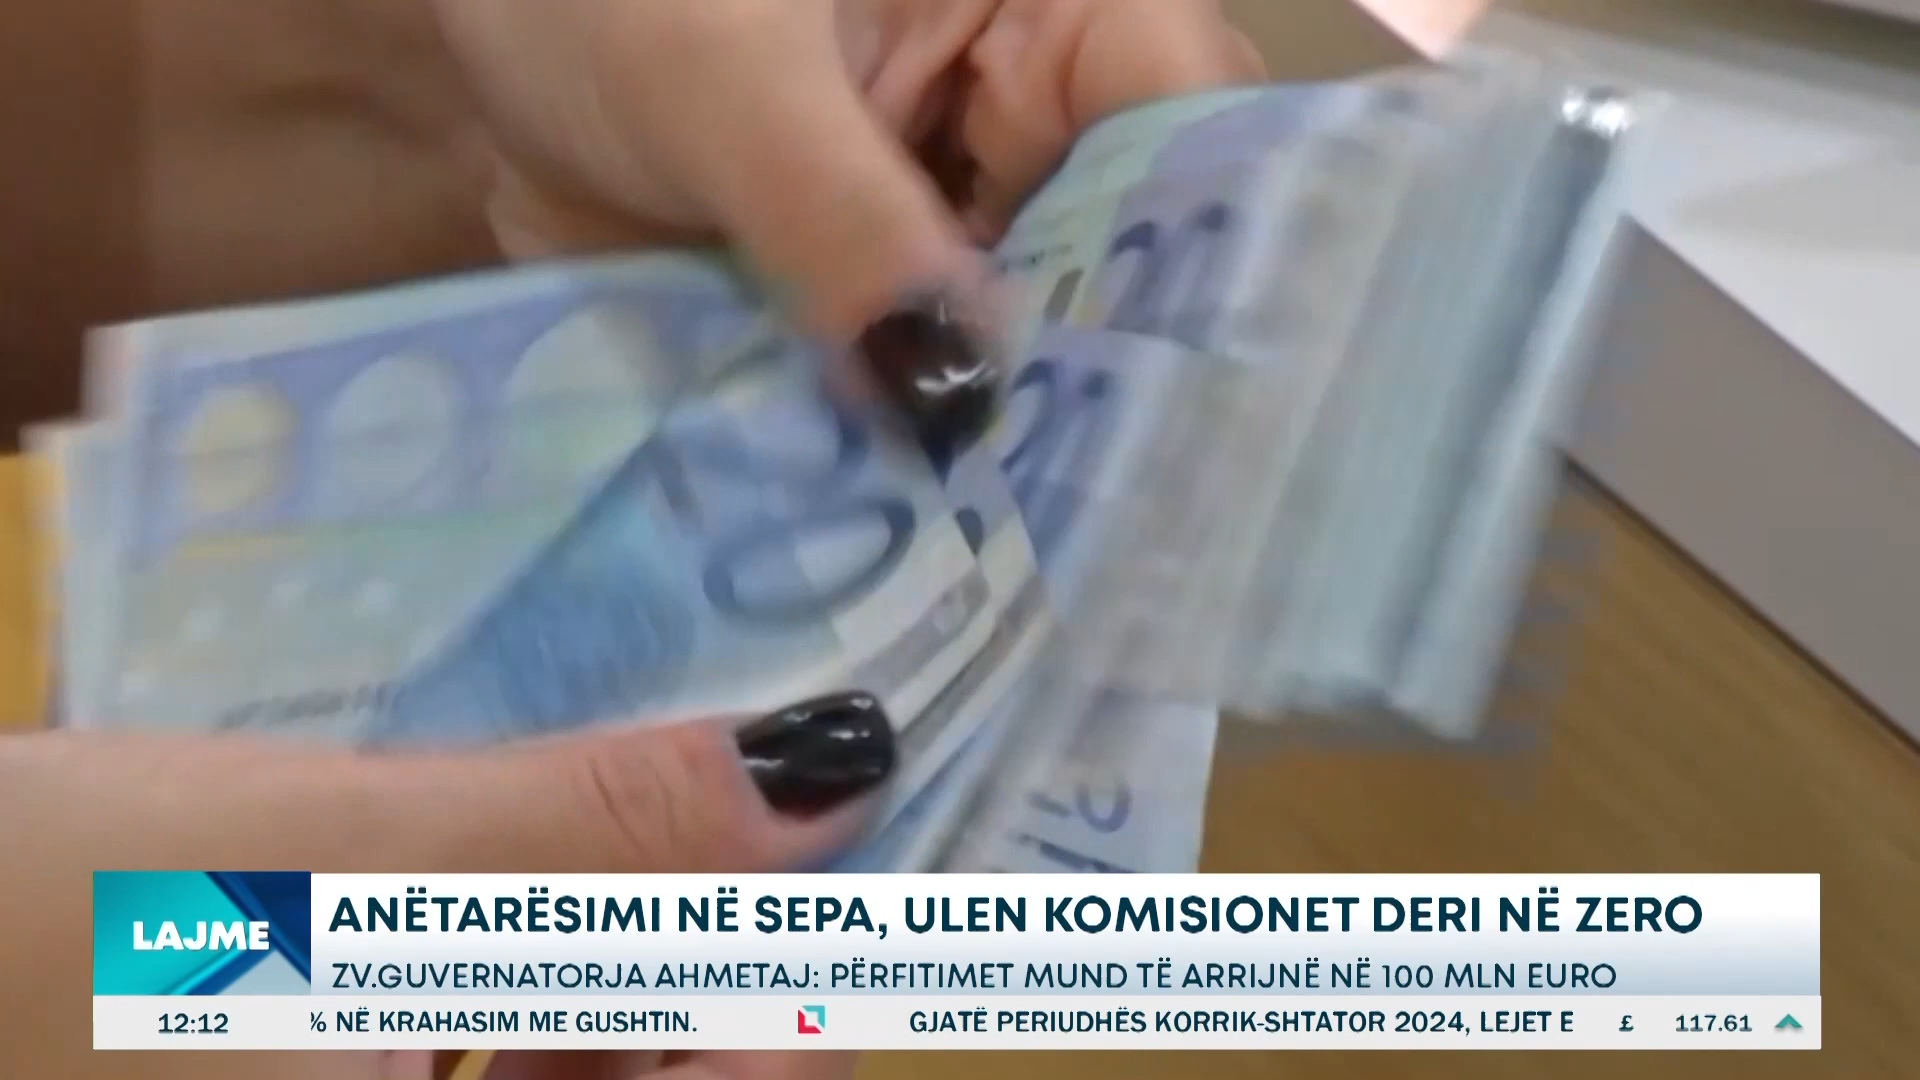 LAJME
ANËTARËSIMI NË SEPA, ULEN KOMISIONET DERI NË ZERO
ZV.GUVERNATORJA AHMETAJ: PËRFITIMET MUND TË ARRIJNË NË 100 MLN EURO
12:12 % NË KRAHASIM ME GUSHTIN. GJATË PERIUDHËS KORRIK-SHTATOR 2024, LEJET E £ 117.61